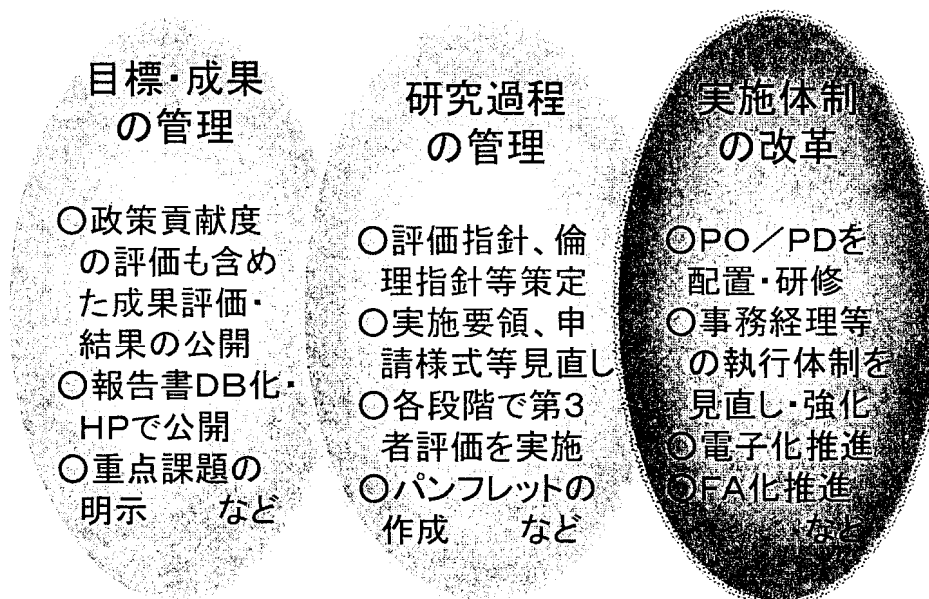 目標・成果
の管理
○政策貢献度
の評価も含め
た成果評価・
結果の公開
○報告書DB化・
HPで公開
○重点課題の
明示　など
研究過程
の管理
○評価指針、倫
理指針等策定
○実施要領、申
請様式等見直し
○各段階で第3
者評価を実施
○パンフレットの
作成　など
実施体制
の改革
○PO／PDを
配置・研修
○事務経理等
の執行体制を
見直し・強化
○電子化推進
○FA化推進
など